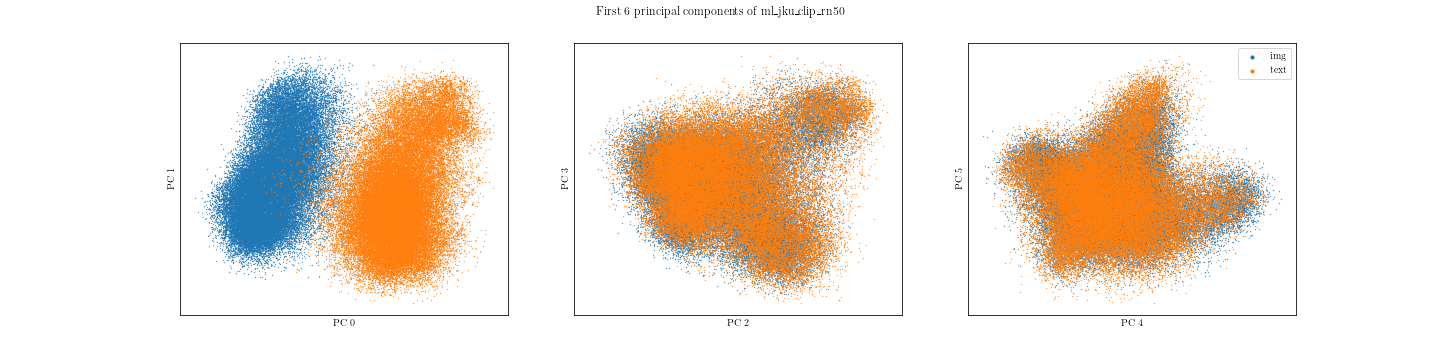 First 6 principal components of ml_jku_clip_rn50
PC 1
PC 0
PC 3
PC 2
img
text
PC 5
PC 4